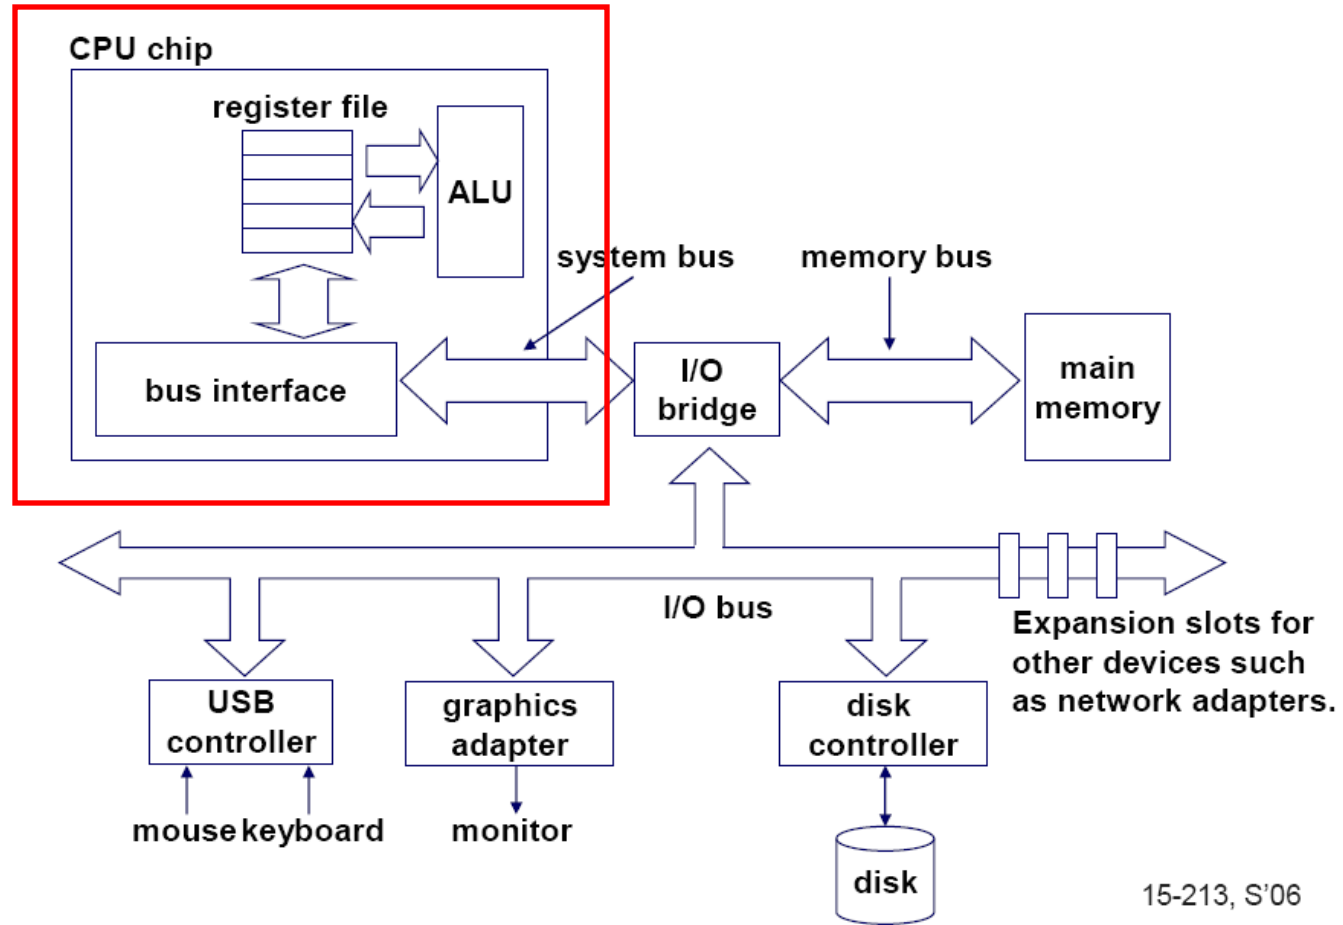 CPU chip
register file
ALU
system bus
memory bus
bus interface
I/O
bridge
main
memory
I/O bus
Expansion slots for
other devices such
as network adapters.
USB
controller
graphics
adapter
disk
controller
mouse
keyboard
monitor
disk
15-213, S’06